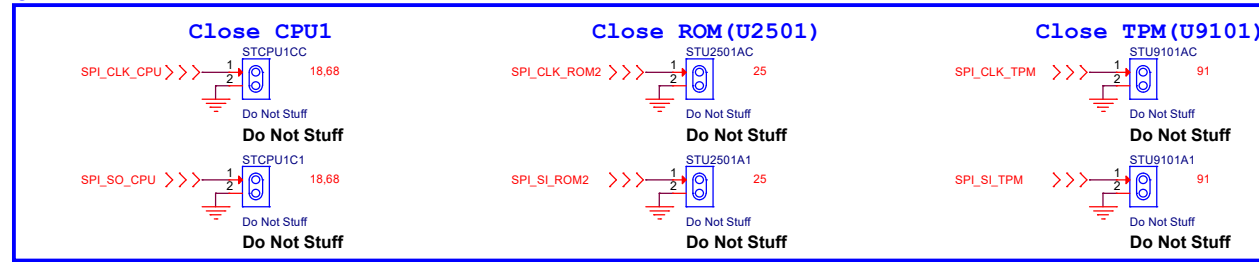 Close CPU1
STCPU1CC
SPI_CLK_CPU
1
2
18,68
Do Not Stuff
Do Not Stuff
STCPU1C1
SPI_SO_CPU
1
2
18,68
Do Not Stuff
Do Not Stuff
Close ROM(U2501)
STU2501AC
SPI_CLK_ROM2
1
2
25
Do Not Stuff
Do Not Stuff
STU2501A1
SPI_SI_ROM2
1
2
25
Do Not Stuff
Do Not Stuff
Close TPM(U9101)
STU9101AC
SPI_CLK_TPM
1
2
91
Do Not Stuff
Do Not Stuff
STU9101A1
SPI_SI_TPM
1
2
91
Do Not Stuff
Do Not Stuff